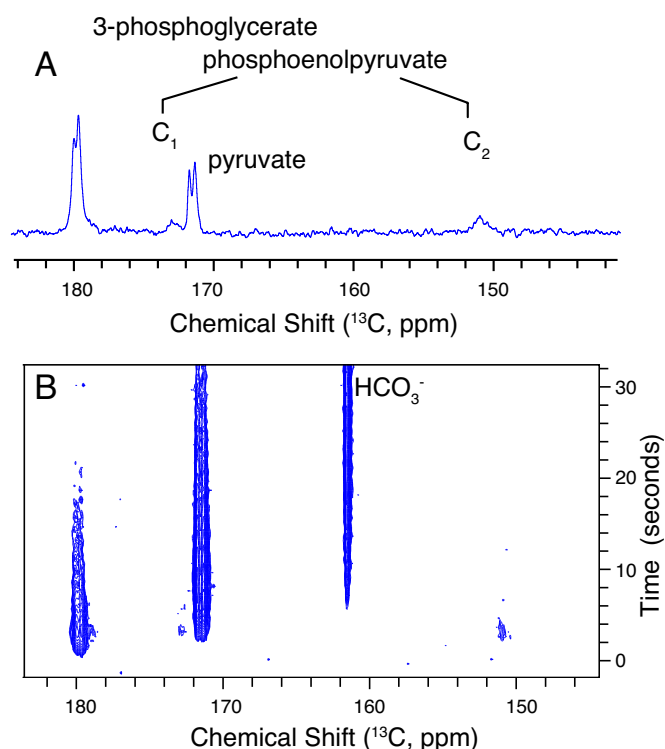 3-phosphoglycerate
A
phosphoenolpyruvate
C₁
C₂
pyruvate
180 170 160 150
Chemical Shift (¹³C, ppm)
B
HCO₃⁻
30
20
10
0
Time (seconds)
180 170 160 150
Chemical Shift (¹³C, ppm)